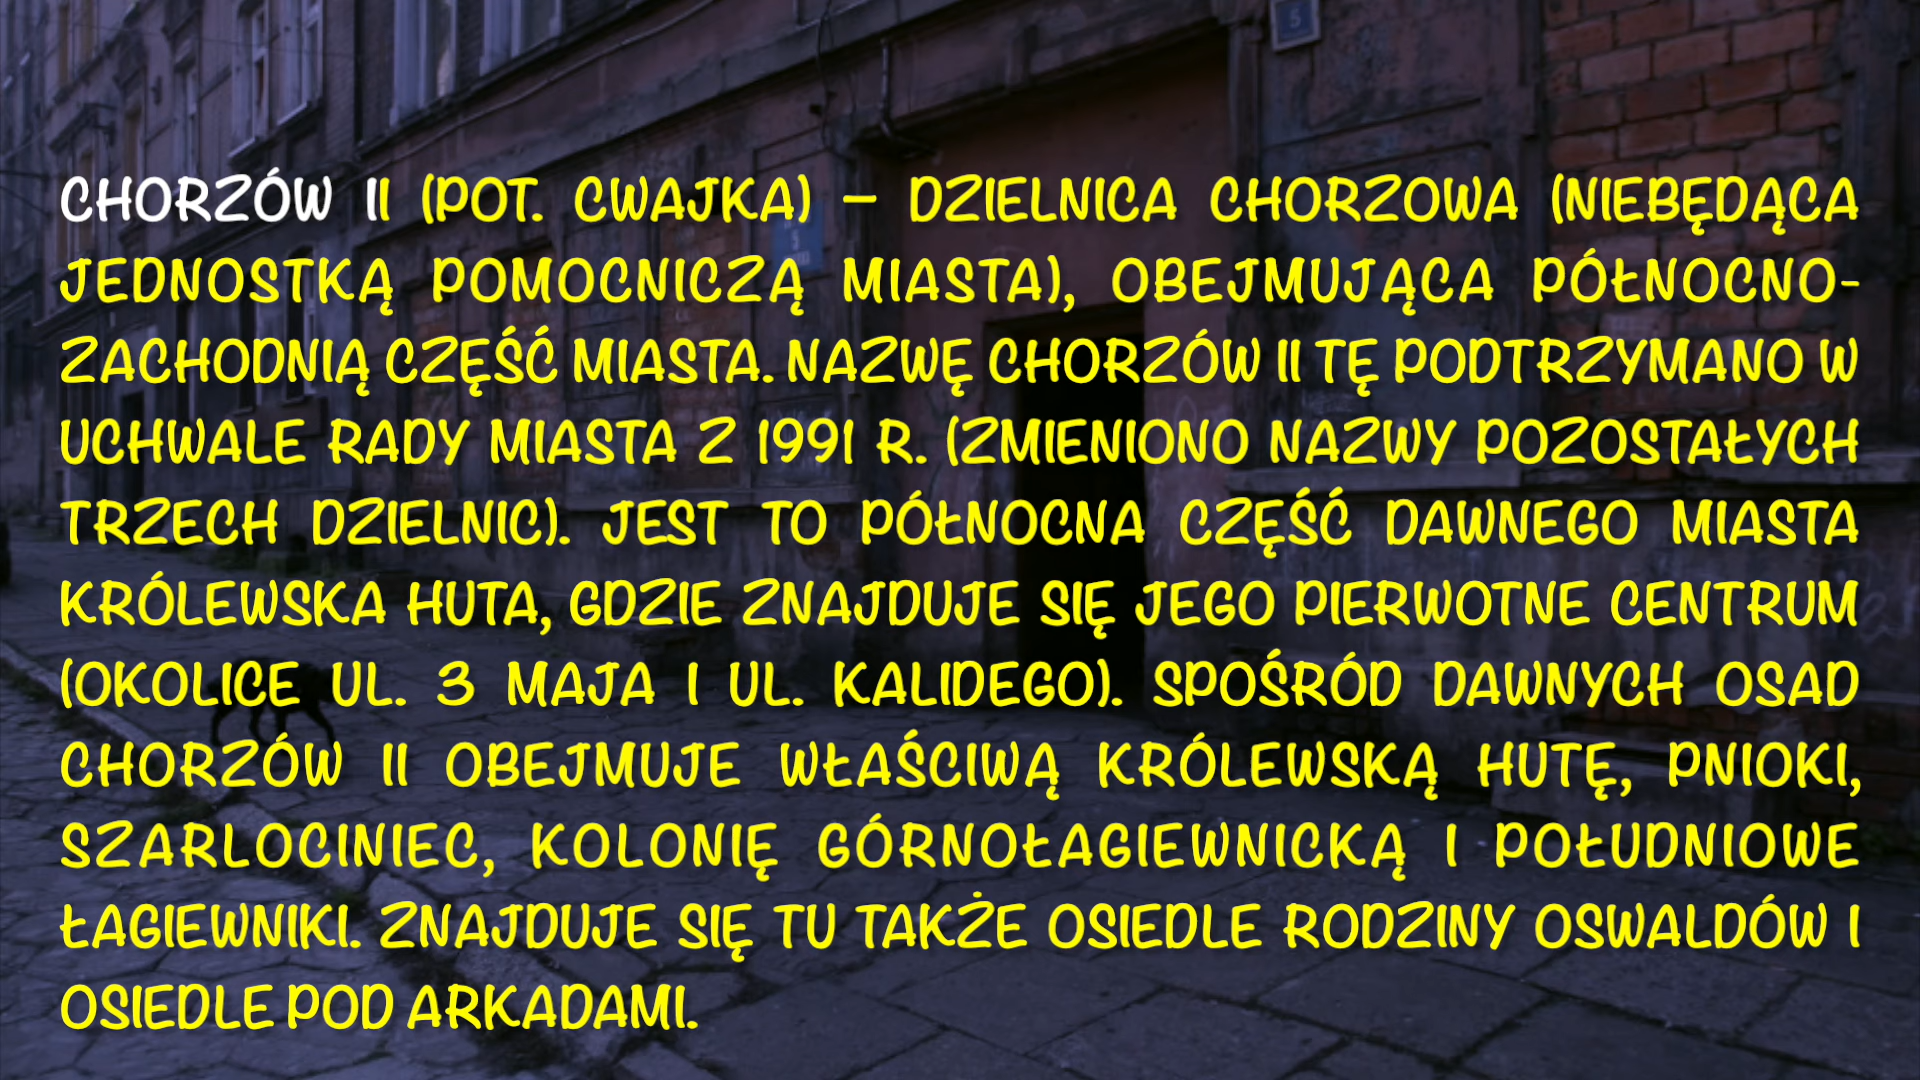 5
CHORZÓW II (POT. CWAJKA) – DZIELNICA CHORZOWA (NIEBĘDĄCA
JEDNOSTKĄ POMOCNICZĄ MIASTA), OBEJMUJĄCA PÓŁNOCNO-
ZACHODNIĄ CZĘŚĆ MIASTA. NAZWĘ CHORZÓW II TĘ PODTRZYMANO W
UCHWALE RADY MIASTA Z 1991 R. (ZMIENIONO NAZWY POZOSTAŁYCH
TRZECH DZIELNIC). JEST TO PÓŁNOCNA CZĘŚĆ DAWNEGO MIASTA
KRÓLEWSKA HUTA, GDZIE ZNAJDUJE SIĘ JEGO PIERWOTNE CENTRUM
(OKOLICE UL. 3 MAJA I UL. KALIDEGO). SPOŚRÓD DAWNYCH OSAD
CHORZÓW II OBEJMUJE WŁAŚCIWĄ KRÓLEWSKĄ HUTĘ, PNIOKI,
SZARLOCINIEC, KOLONIĘ GÓRNOŁAGIEWNICKĄ I POŁUDNIOWE
ŁAGIEWNIKI. ZNAJDUJE SIĘ TU TAKŻE OSIEDLE RODZINY OSWALDÓW I
OSIEDLE POD ARKADAMI.